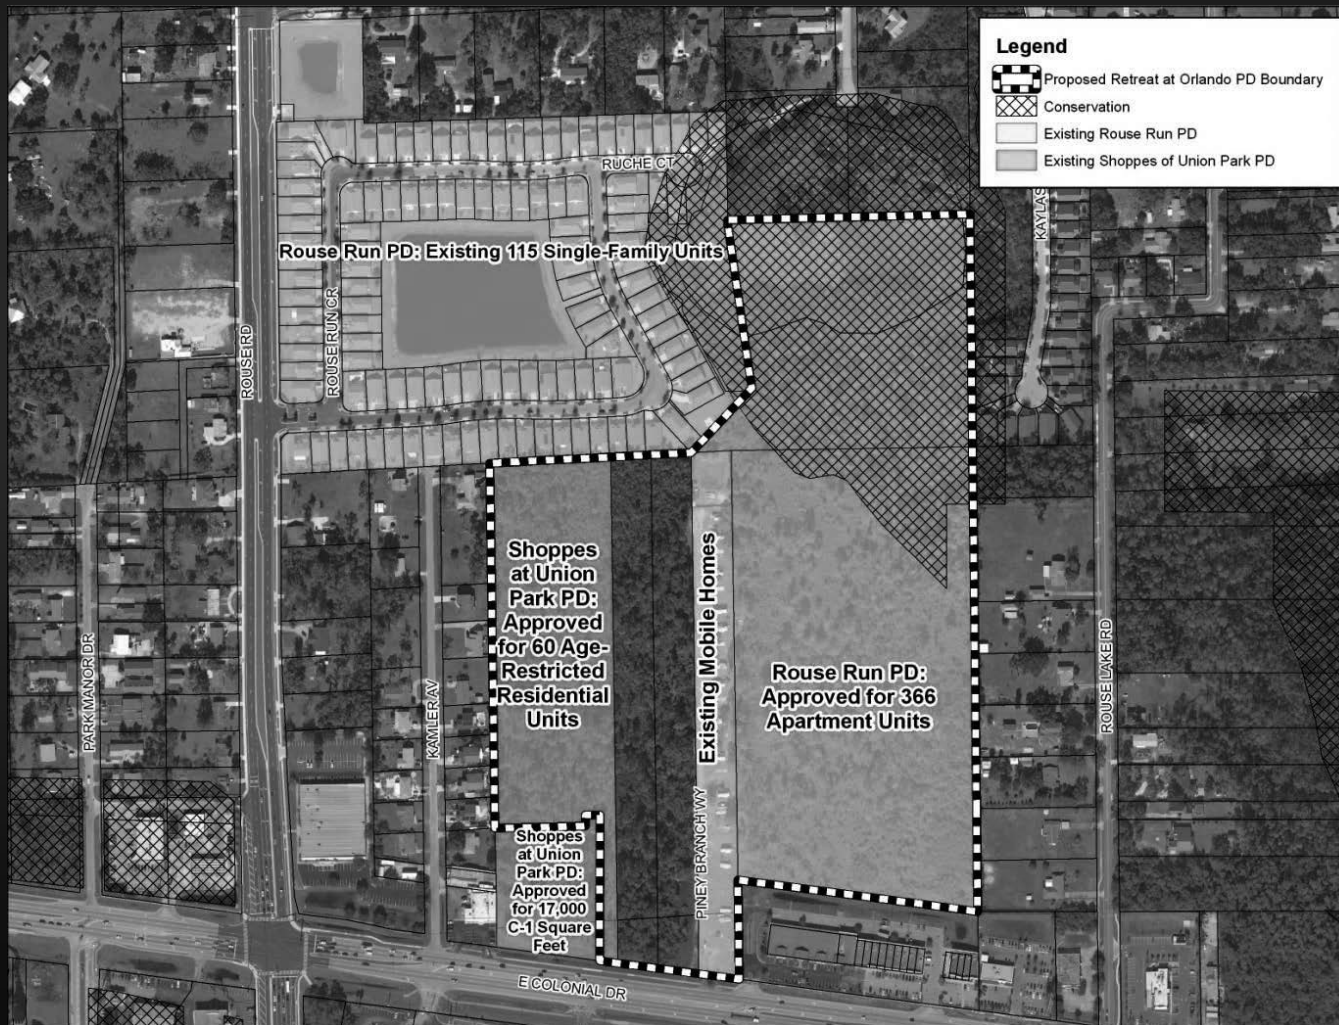 Legend
Proposed Retreat at Orlando PD Boundary
Conservation
Existing Rouse Run PD
Existing Shoppes of Union Park PD
RUCHE CT
KAYLAS
Rouse Run PD: Existing 115 Single-Family Units
ROUSE RD
ROUSE RUN CR
Shoppes
at Union
Park PD:
Approved
for 60 Age-
Restricted
Residential
Units
Existing Mobile Homes
Rouse Run PD:
Approved for 366
Apartment Units
PARK MANOR DR
KAMLER AV
ROUSE LAKE RD
PINEY BRANCH WY
Shoppes
at Union
Park PD:
Approved
for 17,000
C-1 Square
Feet
E COLONIAL DR